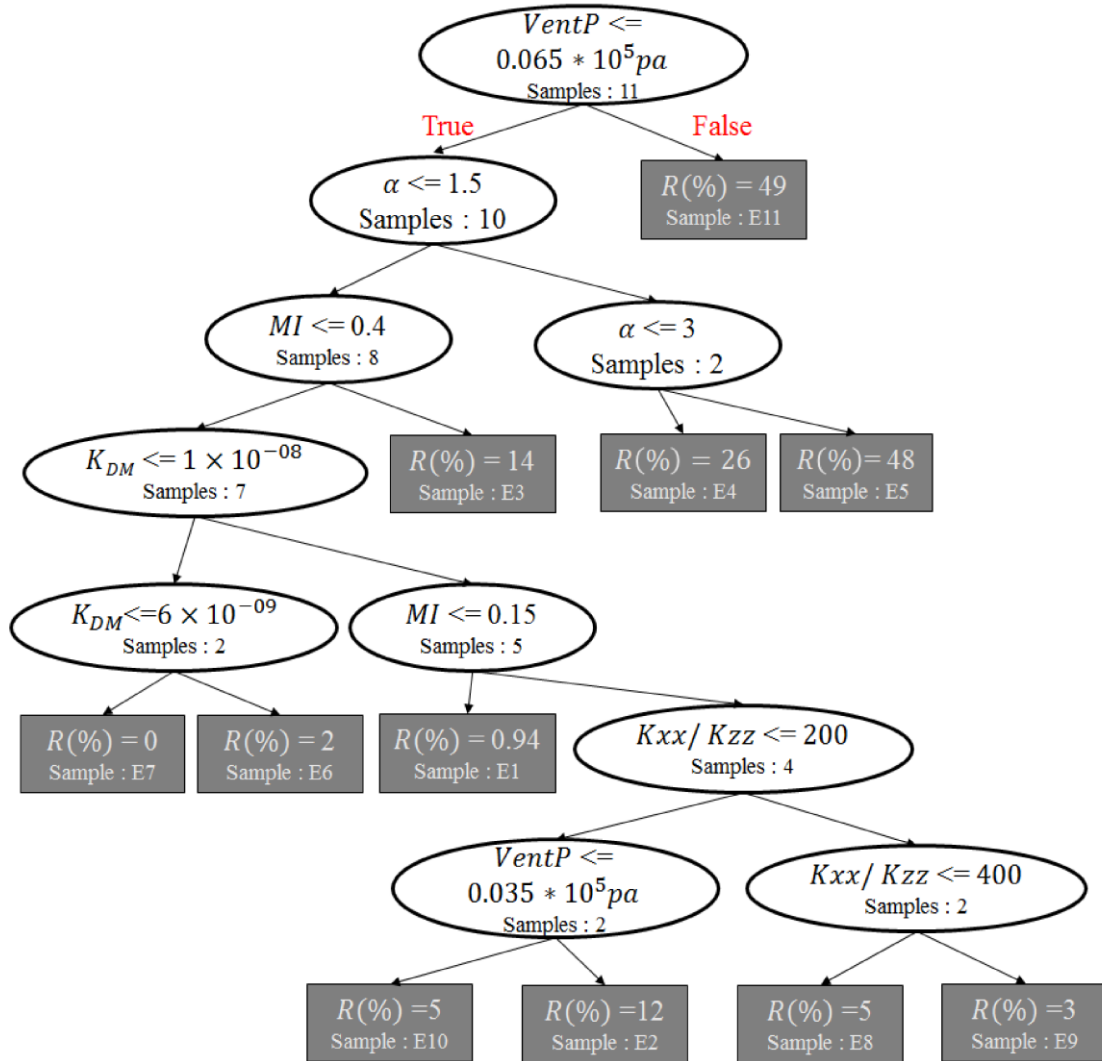 VentP <=
0.065 * 10⁵pa
Samples : 11
True
False
α <= 1.5
Samples : 10
R(%) = 49
Sample : E11
MI <= 0.4
Samples : 8
α <= 3
Samples : 2
K_DM <= 1 × 10⁻⁰⁸
Samples : 7
R(%) = 14
Sample : E3
R(%) = 26
Sample : E4
R(%) = 48
Sample : E5
K_DM<=6 × 10⁻⁰⁹
Samples : 2
MI <= 0.15
Samples : 5
R(%) = 0
Sample : E7
R(%) = 2
Sample : E6
R(%) = 0.94
Sample : E1
Kxx/ Kzz <= 200
Samples : 4
VentP <=
0.035 * 10⁵pa
Samples : 2
Kxx/ Kzz <= 400
Samples : 2
R(%) =5
Sample : E10
R(%) =12
Sample : E2
R(%) =5
Sample : E8
R(%) =3
Sample : E9